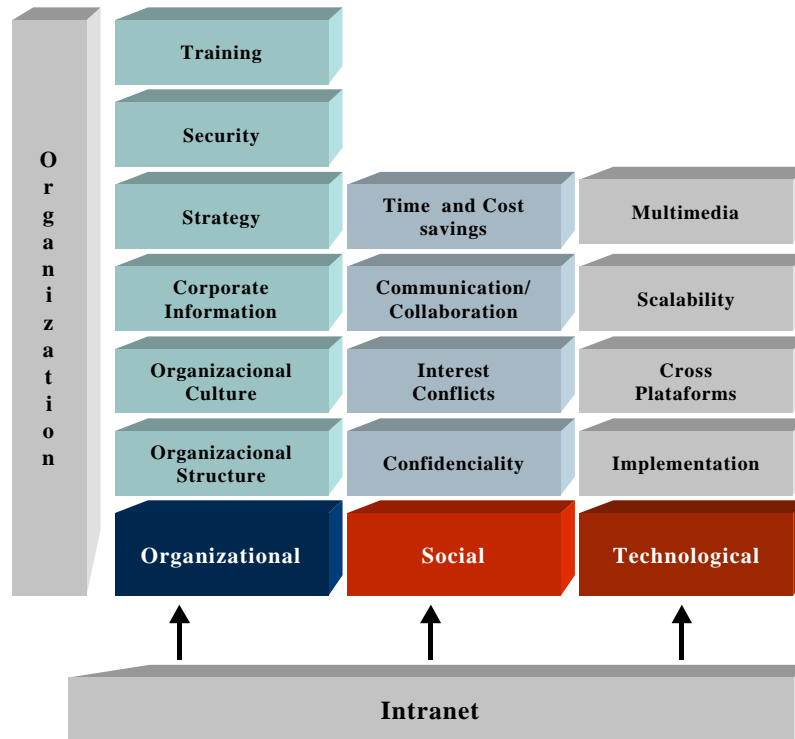 Organization
Training
Security
Strategy
Corporate
Information
Organizacional
Culture
Organizacional
Structure
Organizational
Time and Cost
savings
Communication/
Collaboration
Interest
Conflicts
Confidenciality
Social
Multimedia
Scalability
Cross
Plataforms
Implementation
Technological
Intranet